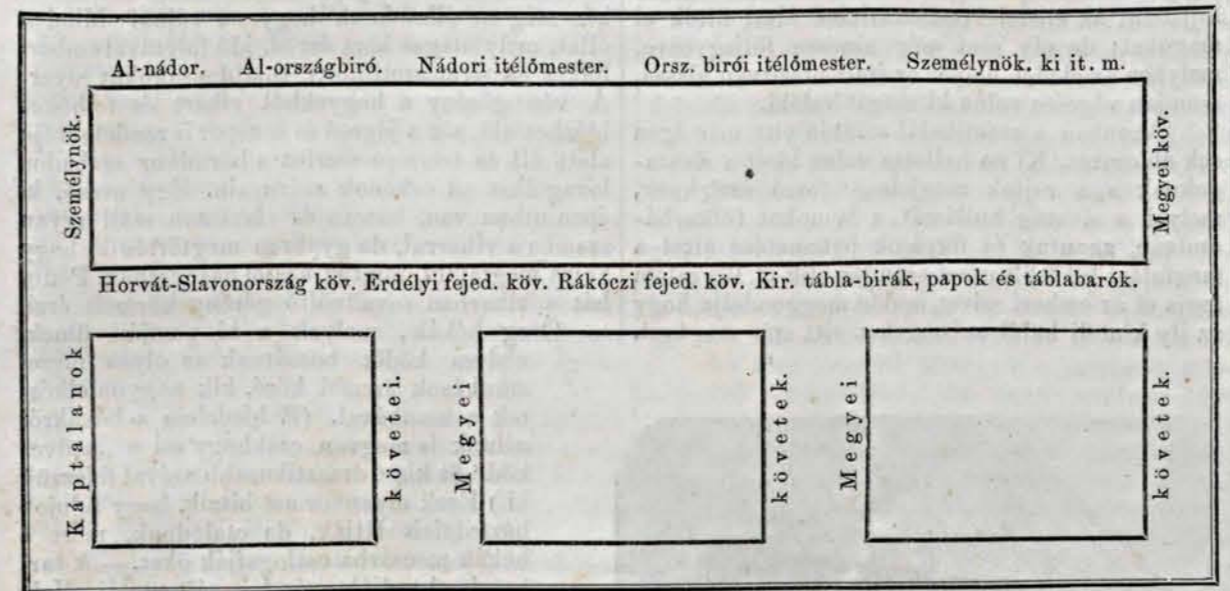 Al-nádor. Al-országbiró. Nádori itélőmester. Orsz. birói itélőmester. Személynök, ki it. m.
Személynök.
Megyei köv.
Horvát-Slavonország köv. Erdélyi fejed. köv. Rákóczi fejed. köv. Kir. tábla-birák, papok és táblabarók.
Káptalanok
követei.
Megyei
követek.
Megyei
követek.